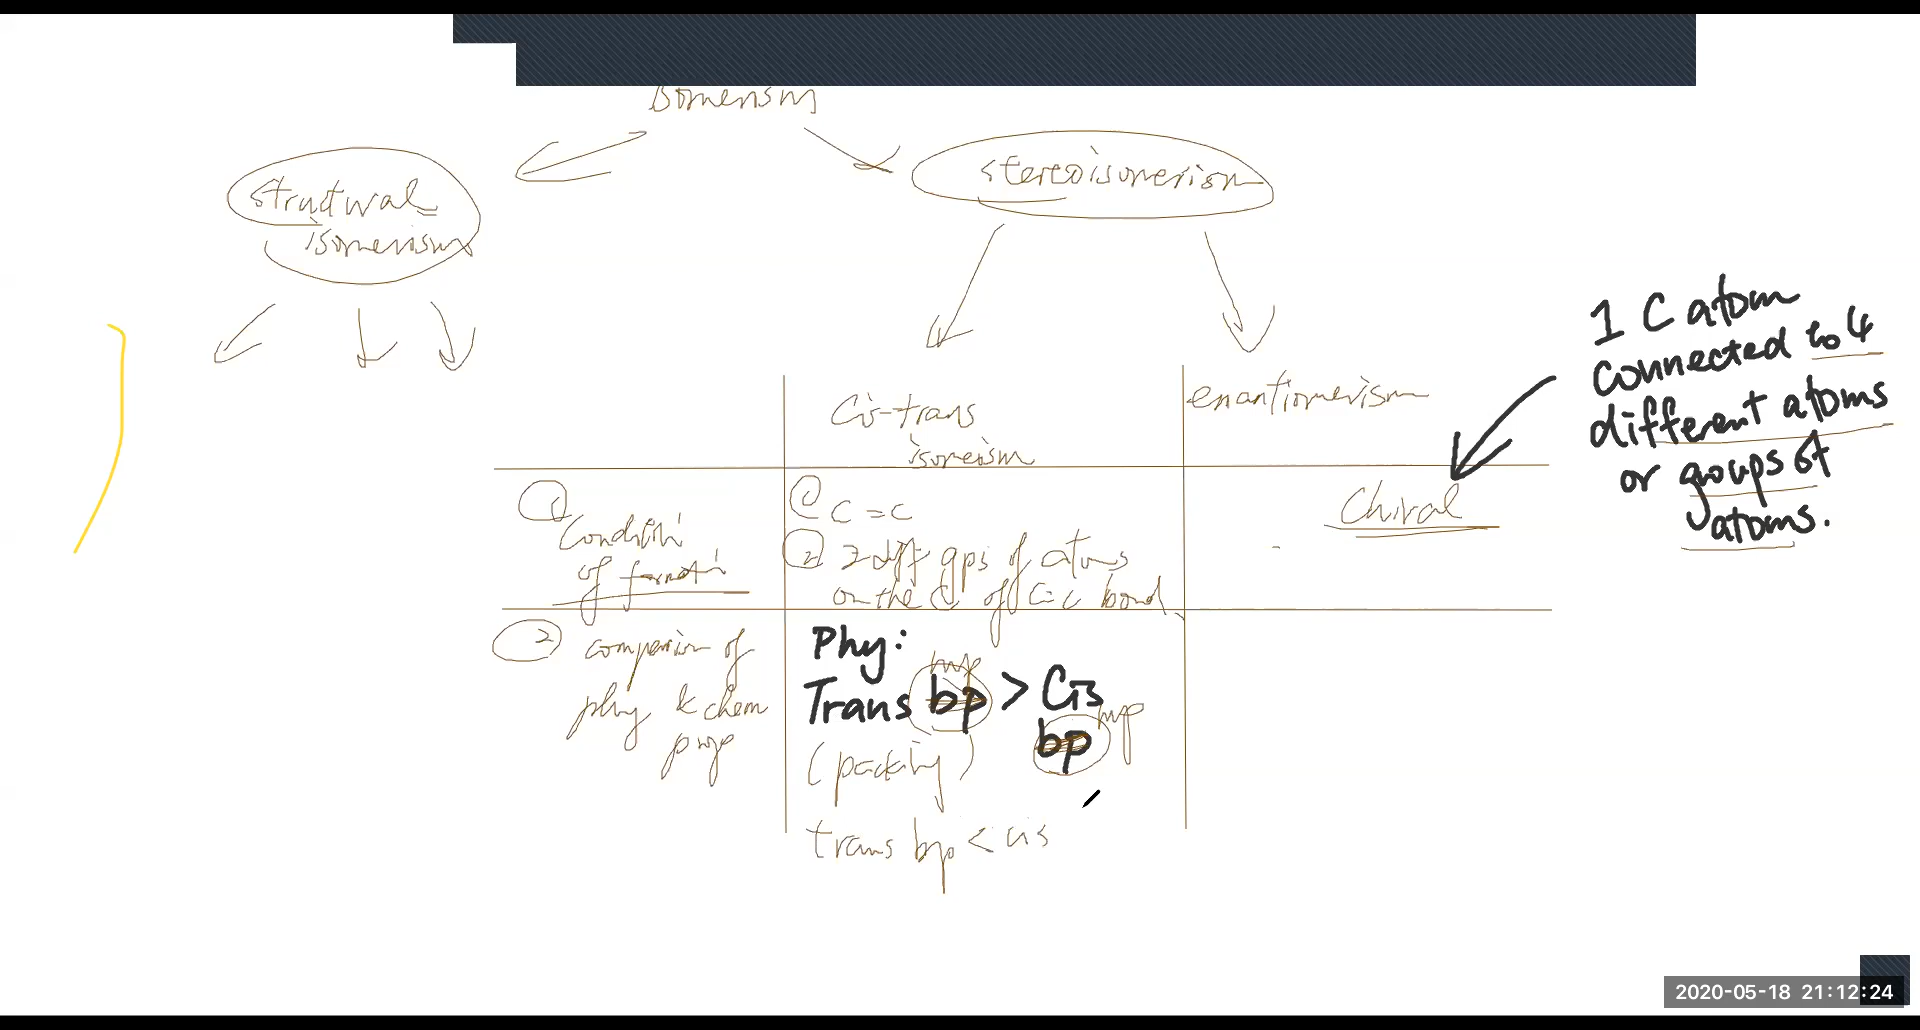 isomerism
structural
isomerism
stereoisomerism
Cis-trans
isomeism
enantiomerism
1 C atom
connected to 4
different atoms
or groups of
atoms.
①
Condition
of formation
① C=C
② 2 diff gps of atoms
on the C of C=C bond
Chiral
② comparison of
phy & chem
prop
Phy:
mp
Trans bp > Cis
bp mp
(packing)
trans bp < cis
2020-05-18 21:12:24